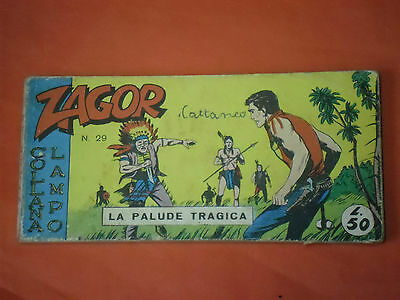 ZAGOR
N. 29
Cattaneo
COLLANA
LAMPO
LA PALUDE TRAGICA
L. 50